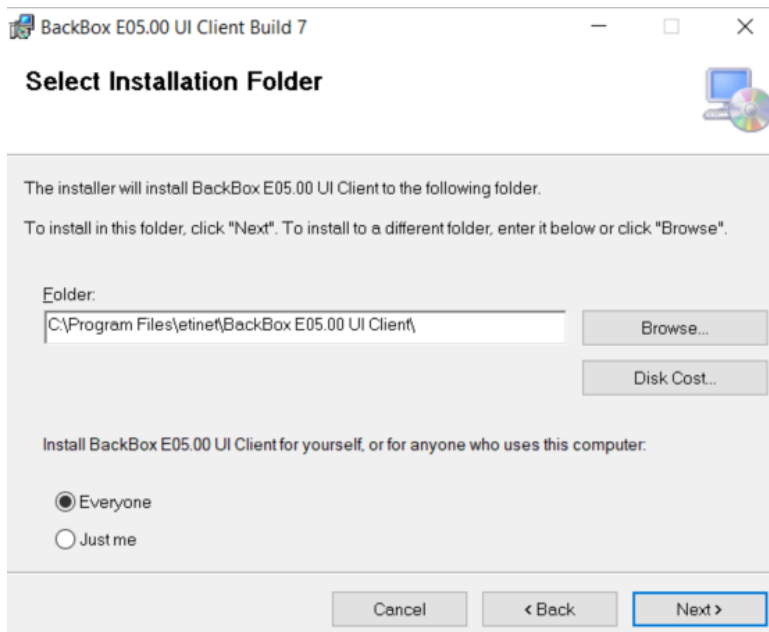 BackBox E05.00 UI Client Build 7
Select Installation Folder
The installer will install BackBox E05.00 UI Client to the following folder.
To install in this folder, click "Next". To install to a different folder, enter it below or click "Browse".
Folder:
C:\Program Files\etinet\BackBox E05.00 UI Client\
Browse...
Disk Cost...
Install BackBox E05.00 UI Client for yourself, or for anyone who uses this computer:
Everyone
Just me
Cancel
< Back
Next >